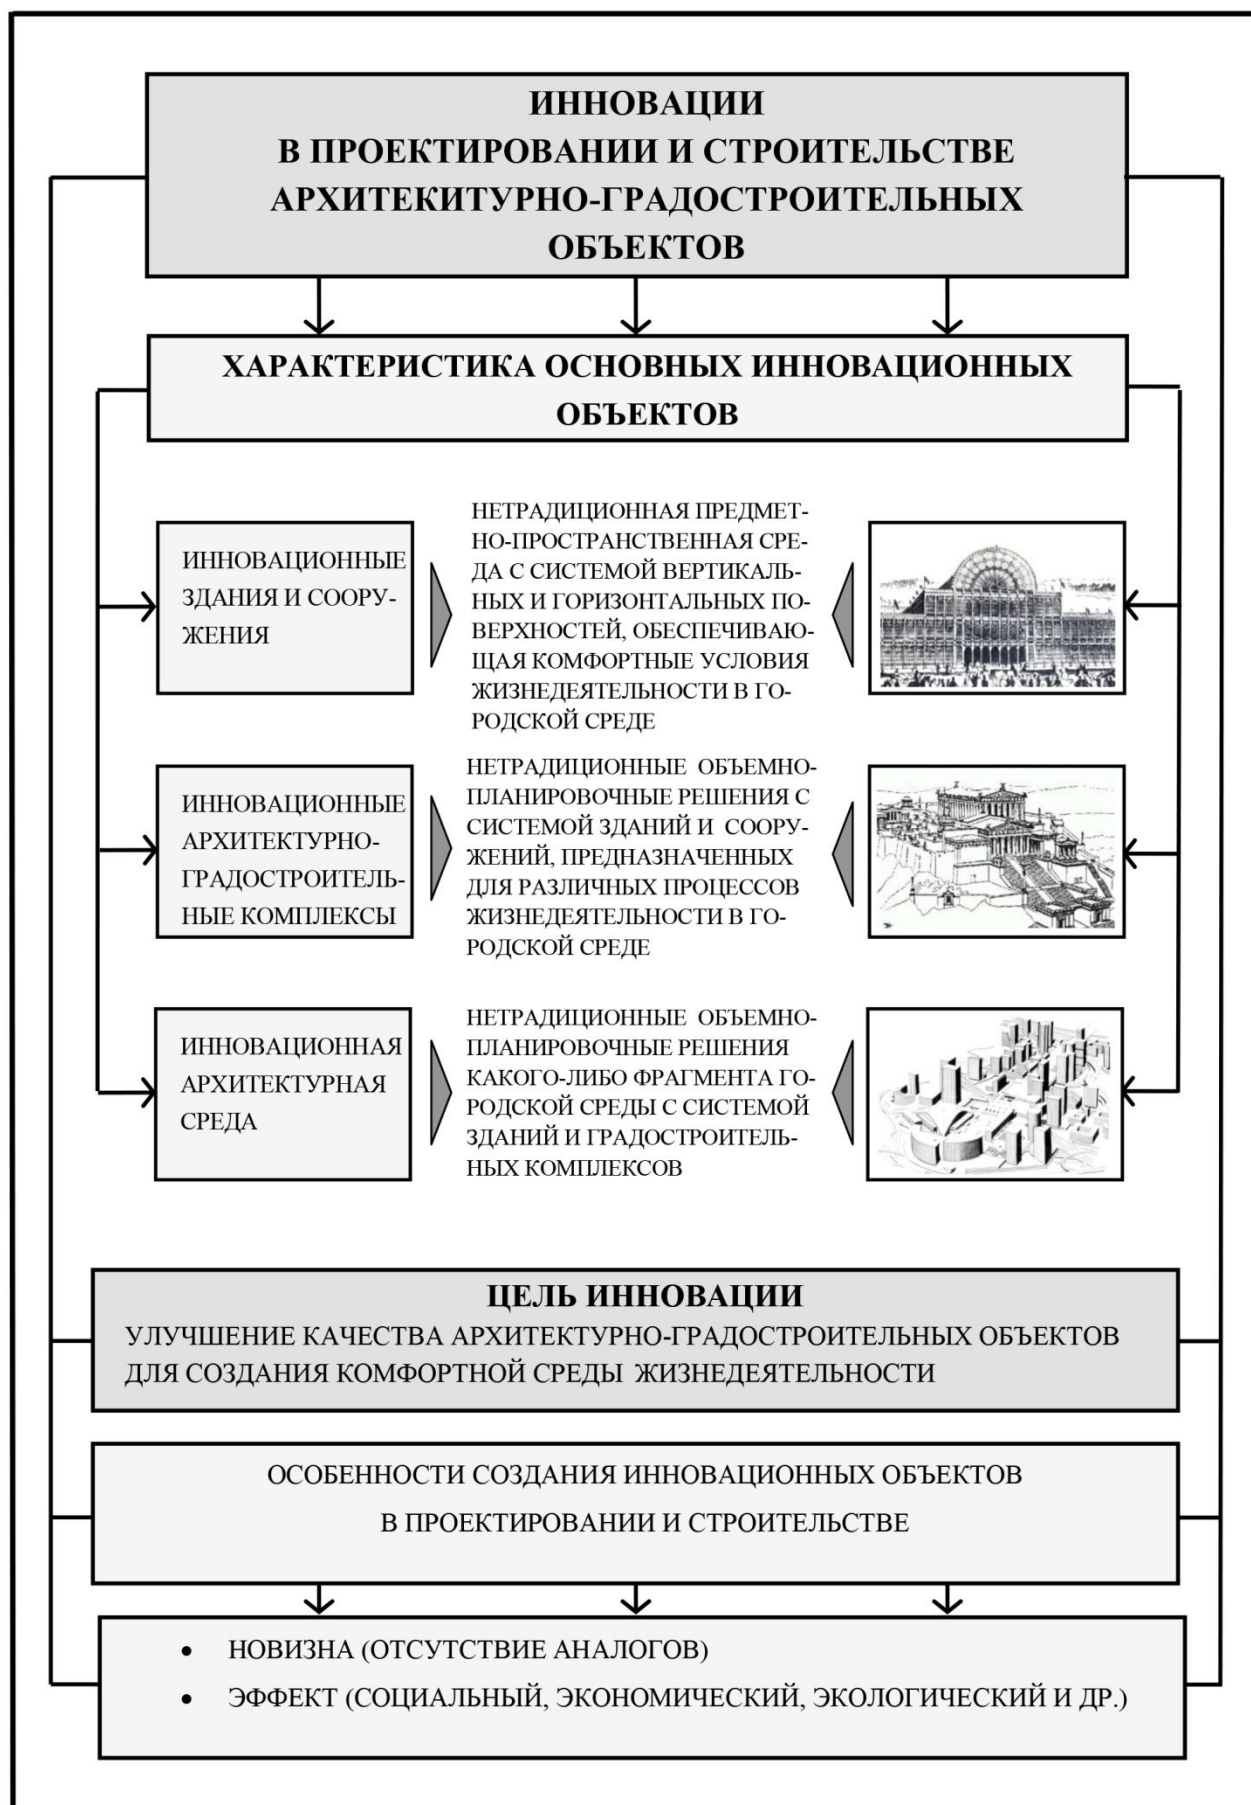 ИННОВАЦИИ
В ПРОЕКТИРОВАНИИ И СТРОИТЕЛЬСТВЕ
АРХИТЕКИТУРНО-ГРАДОСТРОИТЕЛЬНЫХ
ОБЪЕКТОВ
ХАРАКТЕРИСТИКА ОСНОВНЫХ ИННОВАЦИОННЫХ
ОБЪЕКТОВ
ИННОВАЦИОННЫЕ
ЗДАНИЯ И СООРУ-
ЖЕНИЯ
НЕТРАДИЦИОННАЯ ПРЕДМЕТ-
НО-ПРОСТРАНСТВЕННАЯ СРЕ-
ДА С СИСТЕМОЙ ВЕРТИКАЛЬ-
НЫХ И ГОРИЗОНТАЛЬНЫХ ПО-
ВЕРХНОСТЕЙ, ОБЕСПЕЧИВАЮ-
ЩАЯ КОМФОРТНЫЕ УСЛОВИЯ
ЖИЗНЕДЕЯТЕЛЬНОСТИ В ГО-
РОДСКОЙ СРЕДЕ
ИННОВАЦИОННЫЕ
АРХИТЕКТУРНО-
ГРАДОСТРОИТЕЛЬ-
НЫЕ КОМПЛЕКСЫ
НЕТРАДИЦИОННЫЕ ОБЪЕМНО-
ПЛАНИРОВОЧНЫЕ РЕШЕНИЯ С
СИСТЕМОЙ ЗДАНИЙ И СООРУ-
ЖЕНИЙ, ПРЕДНАЗНАЧЕННЫХ
ДЛЯ РАЗЛИЧНЫХ ПРОЦЕССОВ
ЖИЗНЕДЕЯТЕЛЬНОСТИ В ГО-
РОДСКОЙ СРЕДЕ
ИННОВАЦИОННАЯ
АРХИТЕКТУРНАЯ
СРЕДА
НЕТРАДИЦИОННЫЕ ОБЪЕМНО-
ПЛАНИРОВОЧНЫЕ РЕШЕНИЯ
КАКОГО-ЛИБО ФРАГМЕНТА ГО-
РОДСКОЙ СРЕДЫ С СИСТЕМОЙ
ЗДАНИЙ И ГРАДОСТРОИТЕЛЬ-
НЫХ КОМПЛЕКСОВ
ЦЕЛЬ ИННОВАЦИИ
УЛУЧШЕНИЕ КАЧЕСТВА АРХИТЕКТУРНО-ГРАДОСТРОИТЕЛЬНЫХ ОБЪЕКТОВ
ДЛЯ СОЗДАНИЯ КОМФОРТНОЙ СРЕДЫ ЖИЗНЕДЕЯТЕЛЬНОСТИ
ОСОБЕННОСТИ СОЗДАНИЯ ИННОВАЦИОННЫХ ОБЪЕКТОВ
В ПРОЕКТИРОВАНИИ И СТРОИТЕЛЬСТВЕ
• НОВИЗНА (ОТСУТСТВИЕ АНАЛОГОВ)
• ЭФФЕКТ (СОЦИАЛЬНЫЙ, ЭКОНОМИЧЕСКИЙ, ЭКОЛОГИЧЕСКИЙ И ДР.)